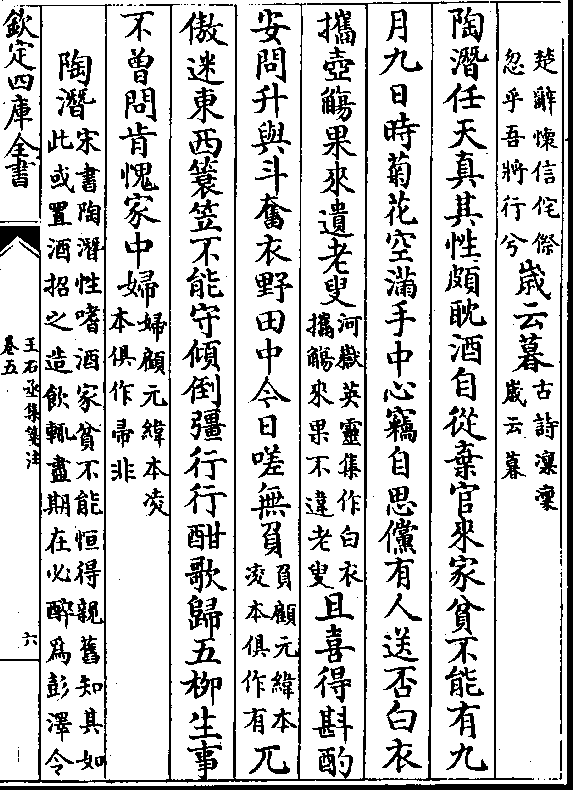 楚辭懷信侘傺忽乎吾將行兮歲云暮古詩凜凜歲云暮
陶潛任天真其性頗耽酒自從棄官來家貧不能有九
月九日時菊花空滿手中心竊自思儻有人送否白衣
攜壺觴果來遺老叟河嶽英靈集作白衣攜觴來果不違老叟且喜得斟酌
安問升與斗奮衣野田中今日嗟無負負顧元緯本凌本俱作有兀
傲迷東西簑笠不能守傾倒彊行行酣歌歸五柳生事
不曾問肯愧家中婦婦顧元緯本凌本俱作帚非
陶潛宋書陶潛性嗜酒家貧不能恒得親舊知其如此或置酒招之造飲輒盡期在必醉爲彭澤令
欽定四庫全書
王右丞集箋注
卷五
六